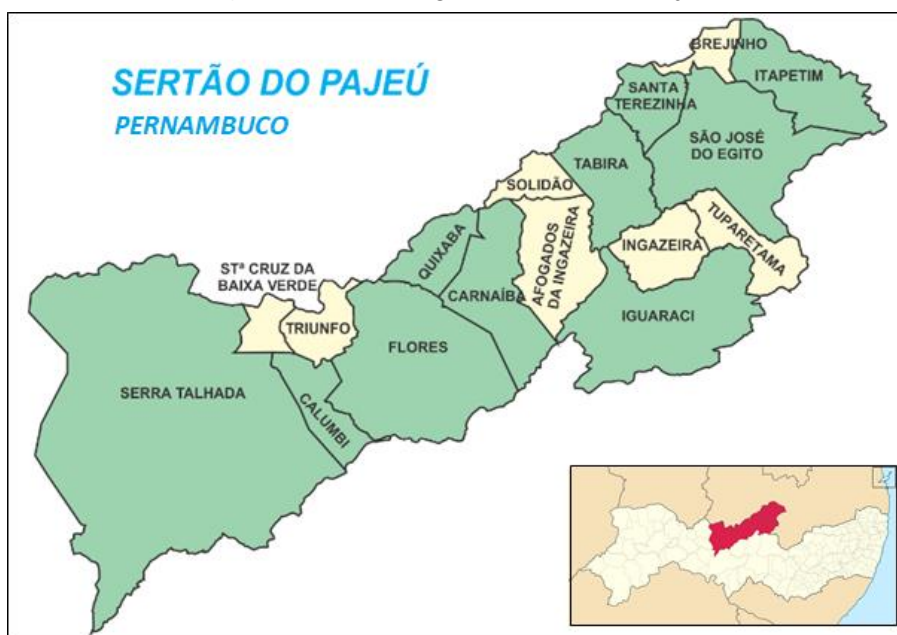 SERTÃO DO PAJEÚ
PERNAMBUCO
BREJINHO
ITAPETIM
SANTA
TEREZINHA
SÃO JOSÉ
DO EGITO
TABIRA
SOLIDÃO
TUPARETAMA
INGAZEIRA
AFOGADOS
DA INGAZEIRA
QUIXABA
STª CRUZ DA
BAIXA VERDE
CARNAÍBA
IGUARACI
TRIUNFO
FLORES
SERRA TALHADA
CALUMBI